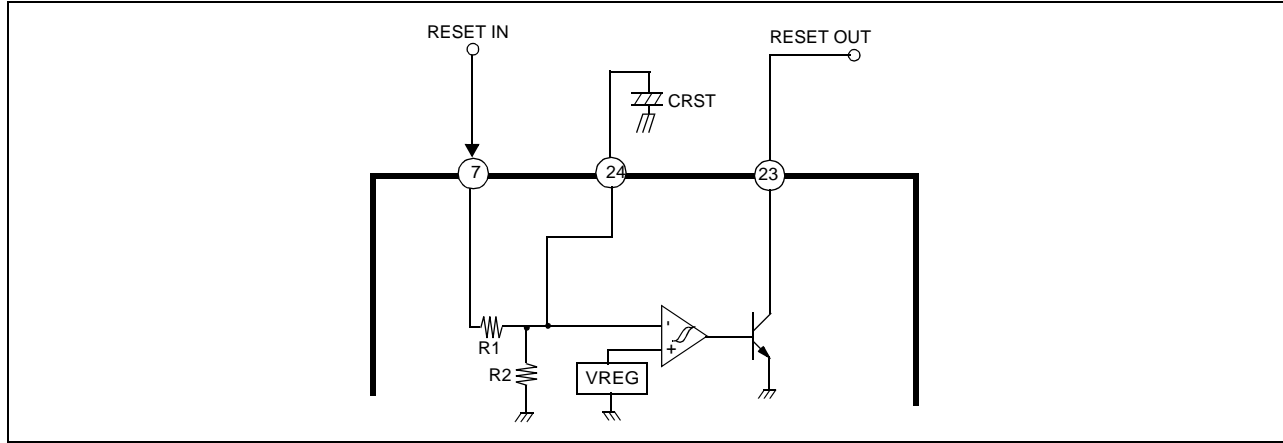 RESET IN
RESET OUT
CRST
7
24
23
R1
-
+
R2
VREG